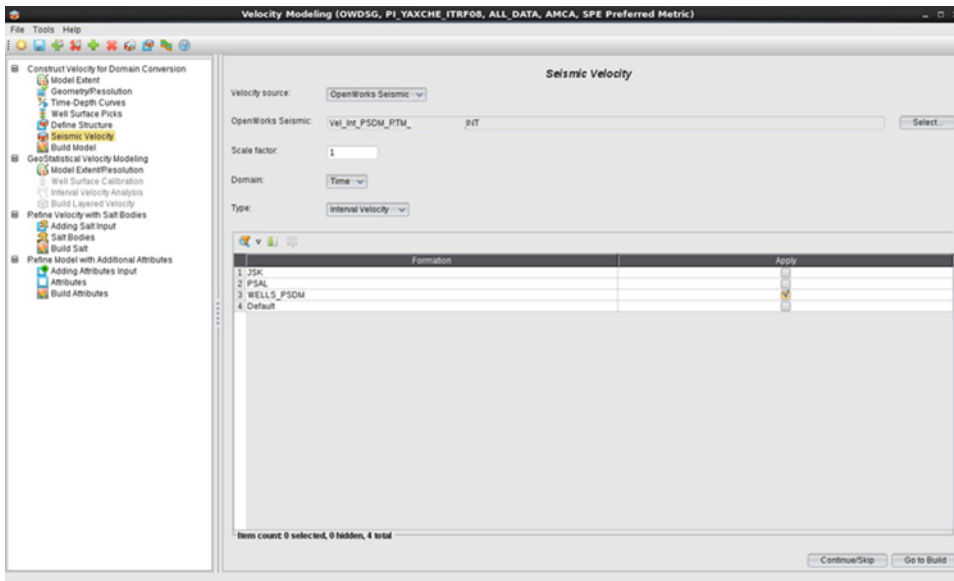 Velocity Modeling (OWDSG, PI_YAXCHE_ITRF08, ALL_DATA, AMCA, SPE Preferred Metric)
File Tools Help
Construct Velocity for Domain Conversion
Model Extent
Geometry/Resolution
Time-Depth Curves
Well Surface Picks
Define Structure
Seismic Velocity
Build Model
GeoStatistical Velocity Modeling
Model Extent/Resolution
Well Surface Calibration
Interval Velocity Analysis
Build Layered Velocity
Refine Velocity with Salt Bodies
Adding Salt Input
Salt Bodies
Build Salt
Refine Model with Additional Attributes
Adding Attributes Input
Attributes
Build Attributes
Seismic Velocity
Velocity source: OpenWorks Seismic
OpenWorks Seismic: Vel_Int_PSDM_RTM_ INT Select...
Scale factor: 1
Domain: Time
Type: Interval Velocity
Formation Apply
1 JSK
2 PSAL
3 WELLS_PSDM
4 Default
Item count: 0 selected, 0 hidden, 4 total
Continue/Skip Go to Build